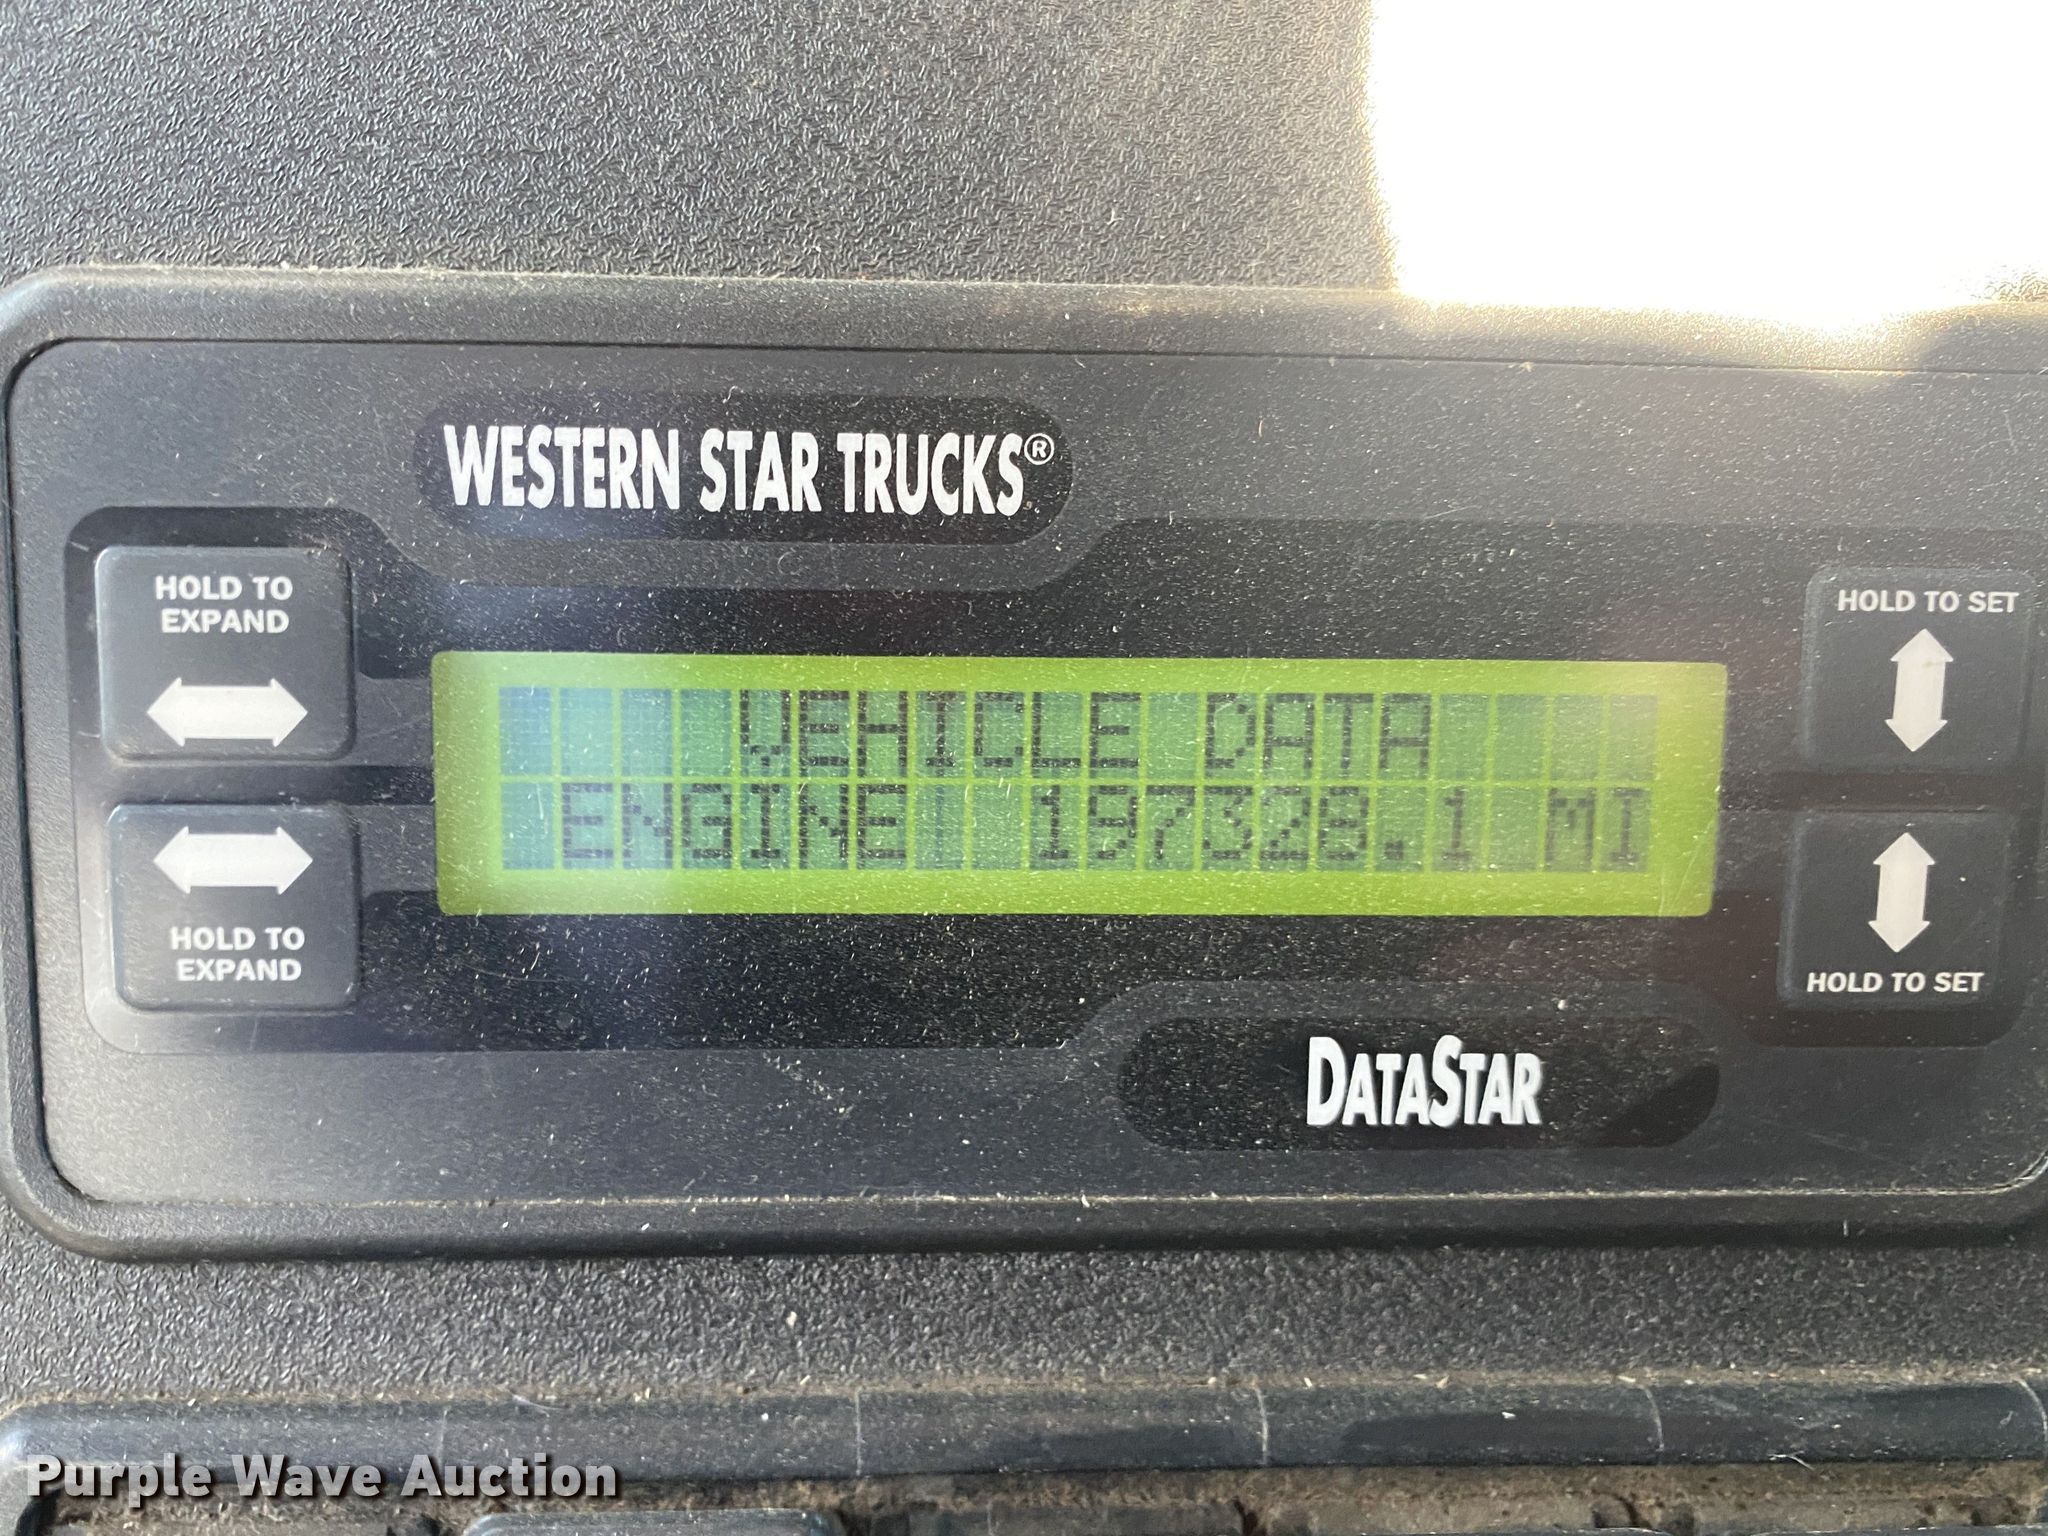 WESTERN STAR TRUCKS®
HOLD TO
EXPAND
HOLD TO SET
VEHICLE DATA
ENGINE 197328.1 MI
HOLD TO
EXPAND
HOLD TO SET
DATASTAR
Purple Wave Auction